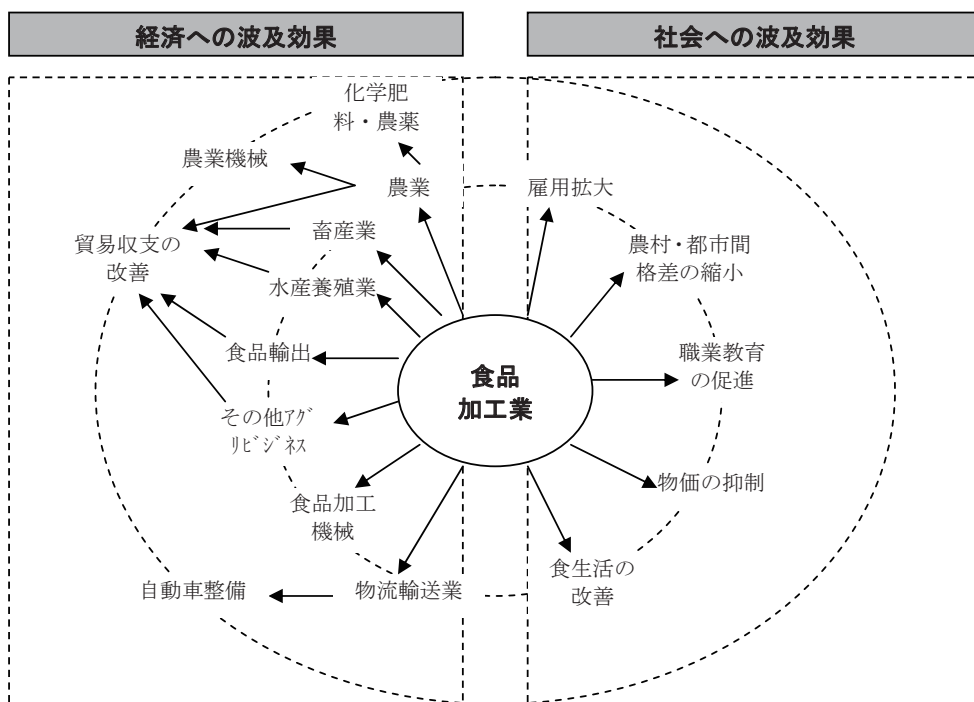 経済への波及効果
社会への波及効果
化学肥
料・農薬
農業機械
農業
雇用拡大
貿易収支の
改善
畜産業
農村・都市間
格差の縮小
水産養殖業
食品輸出
食品
加工業
職業教育
の促進
その他ｱｸﾞ
ﾘﾋﾞｼﾞﾈｽ
食品加工
機械
物価の抑制
自動車整備
物流輸送業
食生活の
改善